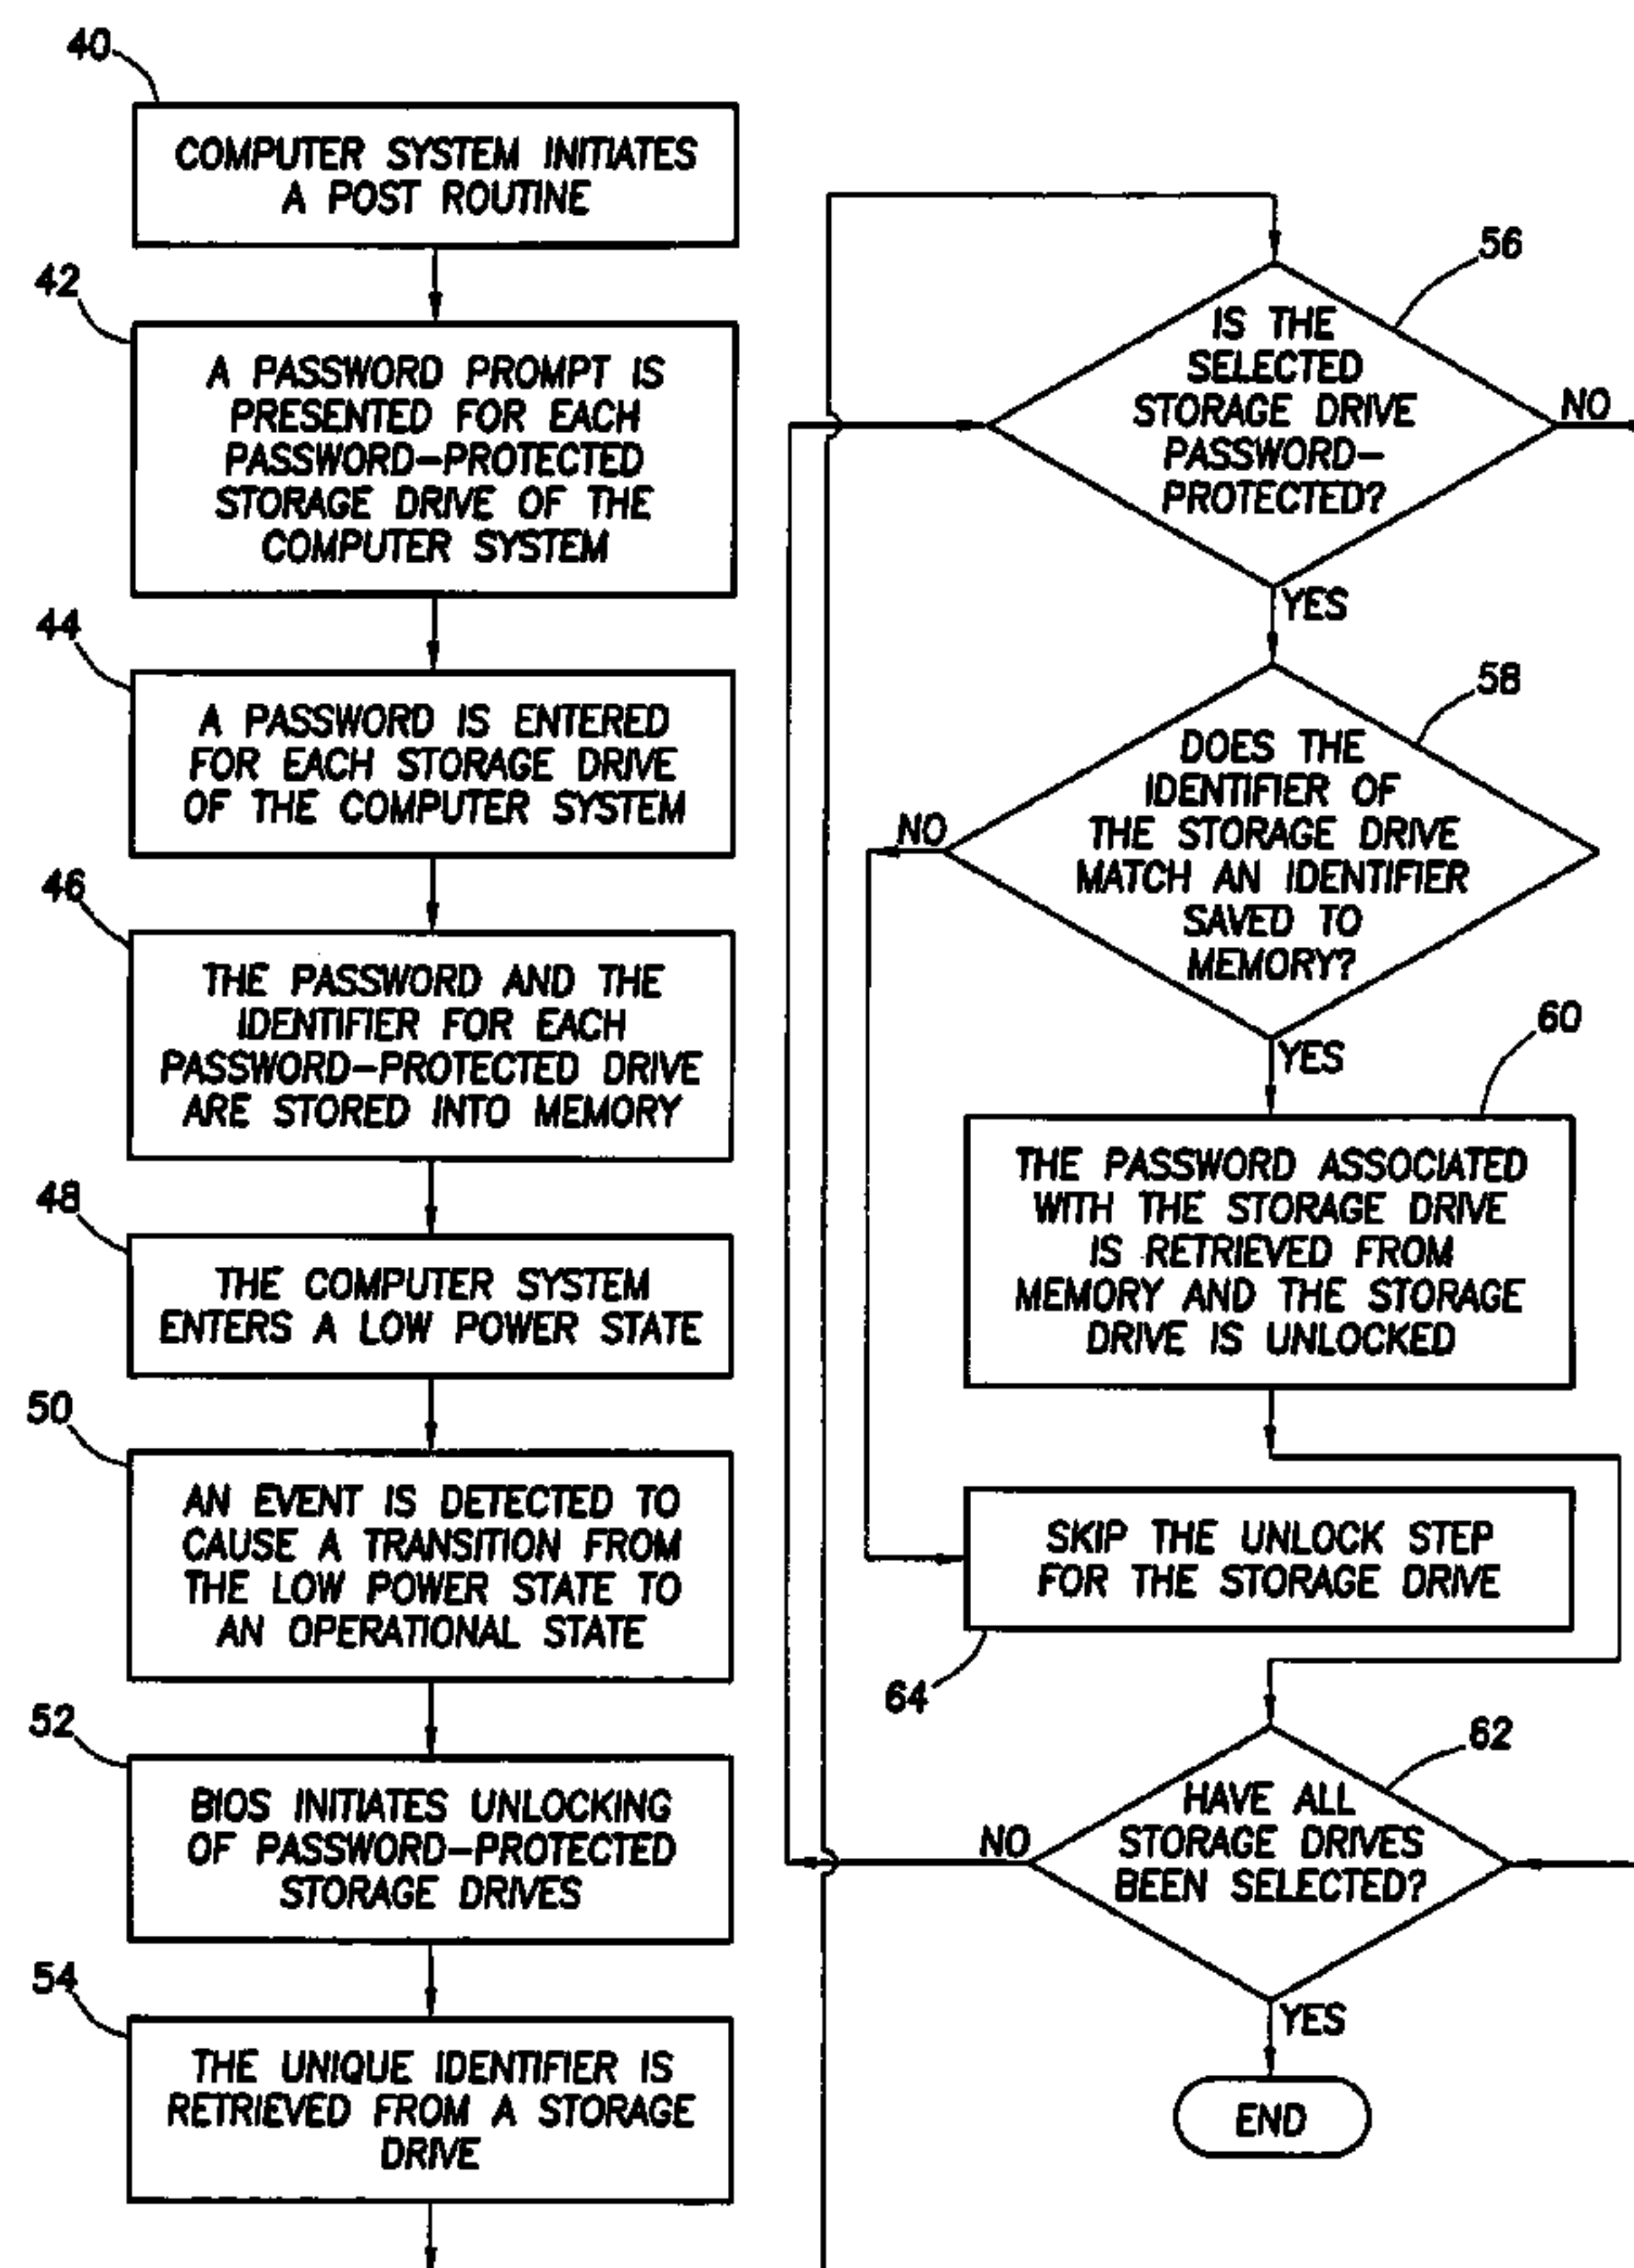 40
COMPUTER SYSTEM INITIATES
A POST ROUTINE
42
A PASSWORD PROMPT IS
PRESENTED FOR EACH
PASSWORD-PROTECTED
STORAGE DRIVE OF THE
COMPUTER SYSTEM
44
A PASSWORD IS ENTERED
FOR EACH STORAGE DRIVE
OF THE COMPUTER SYSTEM
46
THE PASSWORD AND THE
IDENTIFIER FOR EACH
PASSWORD-PROTECTED DRIVE
ARE STORED INTO MEMORY
48
THE COMPUTER SYSTEM
ENTERS A LOW POWER STATE
50
AN EVENT IS DETECTED TO
CAUSE A TRANSITION FROM
THE LOW POWER STATE TO
AN OPERATIONAL STATE
52
BIOS INITIATES UNLOCKING
OF PASSWORD-PROTECTED
STORAGE DRIVES
54
THE UNIQUE IDENTIFIER IS
RETRIEVED FROM A STORAGE
DRIVE
56
IS THE
SELECTED
STORAGE DRIVE
PASSWORD-
PROTECTED?
NO
YES
58
DOES THE
IDENTIFIER OF
THE STORAGE DRIVE
MATCH AN IDENTIFIER
SAVED TO
MEMORY?
NO
YES
60
THE PASSWORD ASSOCIATED
WITH THE STORAGE DRIVE
IS RETRIEVED FROM
MEMORY AND THE STORAGE
DRIVE IS UNLOCKED
SKIP THE UNLOCK STEP
FOR THE STORAGE DRIVE
64
62
HAVE ALL
STORAGE DRIVES
BEEN SELECTED?
NO
YES
END